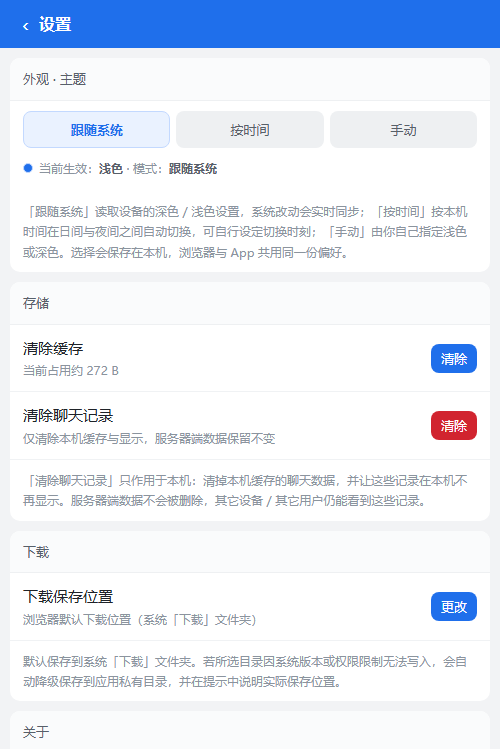 ‹ 设置
外观 · 主题
跟随系统 按时间 手动
当前生效：浅色 · 模式：跟随系统
「跟随系统」读取设备的深色 / 浅色设置，系统改动会实时同步；「按时间」按本机
时间在日间与夜间之间自动切换，可自行设定切换时刻；「手动」由你自己指定浅色
或深色。选择会保存在本机，浏览器与 App 共用同一份偏好。
存储
清除缓存
当前占用约 272 B
清除
清除聊天记录
仅清除本机缓存与显示，服务器端数据保留不变
清除
「清除聊天记录」只作用于本机：清掉本机缓存的聊天数据，并让这些记录在本机不
再显示。服务器端数据不会被删除，其它设备 / 其它用户仍能看到这些记录。
下载
下载保存位置
浏览器默认下载位置（系统「下载」文件夹）
更改
默认保存到系统「下载」文件夹。若所选目录因系统版本或权限限制无法写入，会自
动降级保存到应用私有目录，并在提示中说明实际保存位置。
关于